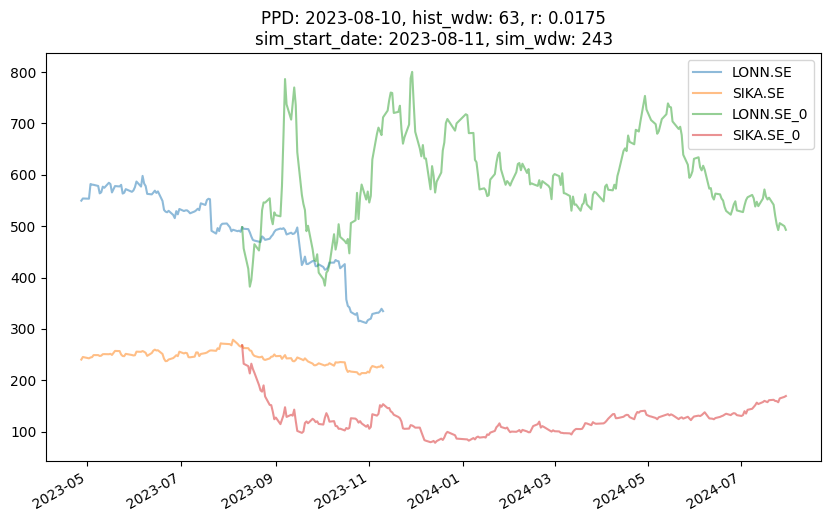 PPD: 2023-08-10, hist_wdw: 63, r: 0.0175
sim_start_date: 2023-08-11, sim_wdw: 243
LONN.SE
SIKA.SE
LONN.SE_0
SIKA.SE_0
800
700
600
500
400
300
200
100
2023-05
2023-07
2023-09
2023-11
2024-01
2024-03
2024-05
2024-07